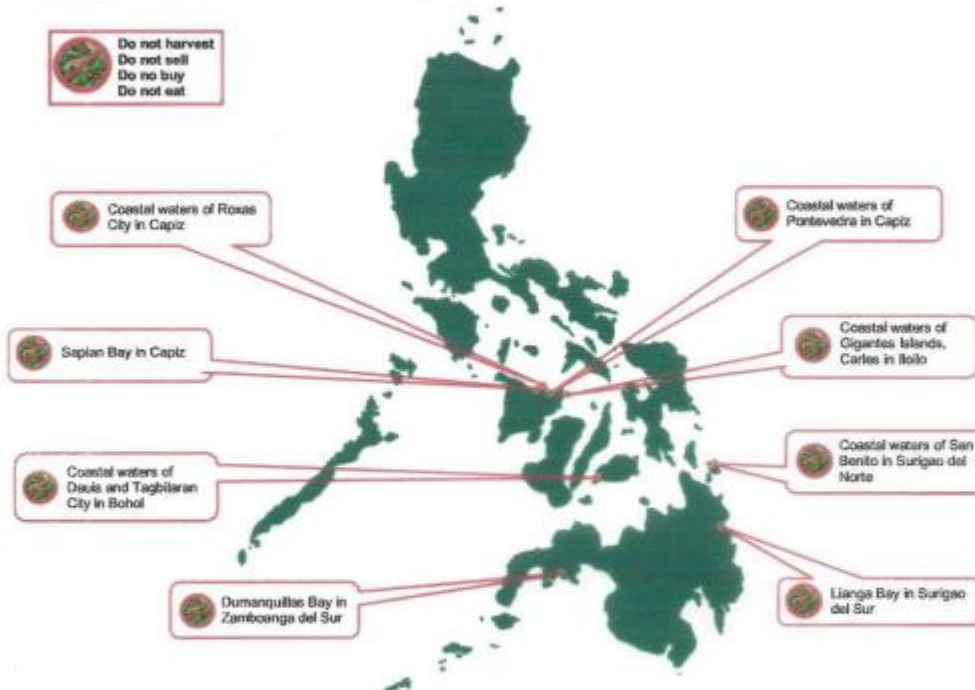 Do not harvest
Do not sell
Do no buy
Do not eat
Coastal waters of Roxas
City in Capiz
Coastal waters of
Pontevedra in Capiz
Sapian Bay in Capiz
Coastal waters of
Gigantes Islands,
Carles in Iloilo
Coastal waters of
Dauis and Tagbilaran
City in Bohol
Coastal waters of San
Benito in Surigao del
Norte
Dumanquillas Bay in
Zamboanga del Sur
Lianga Bay in Surigao
del Sur